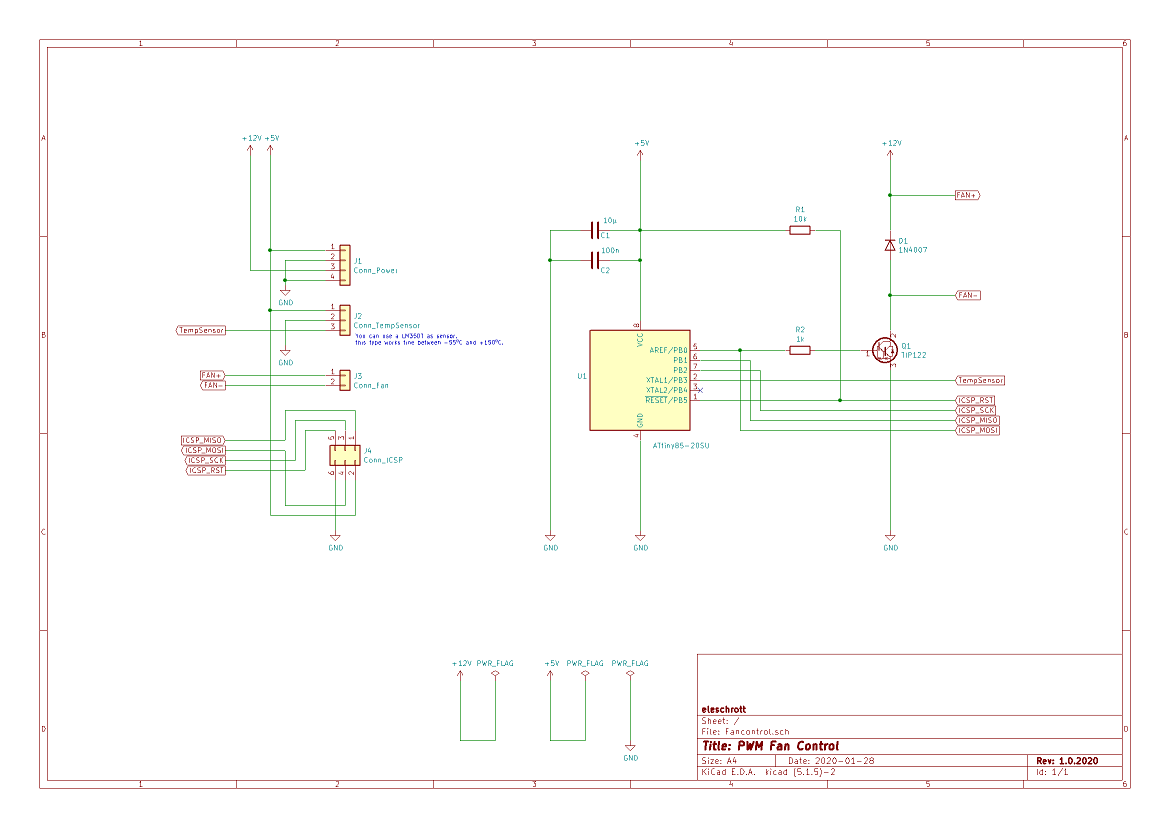 1 2 3 4 5 6
A A
+12V +5V
+5V
+12V
FAN+
R1
10k
10µ
C1
100n
C2
D1
1N4007
1
2
3
4
J1
Conn_Power
GND
FAN-
1
2
3
J2
Conn_TempSensor
TempSensor
You can use a LM35DT as sensor,
this type works fine between -55°C and +150°C.
GND
B B
8
VCC
R2
1k
Q1
TIP122
1
2
3
U1
AREF/PB0 5
PB1 6
PB2 7
XTAL1/PB3 2
XTAL2/PB4 3
RESET/PB5 1
GND
4
ATtiny85-20SU
TempSensor
ICSP_RST
ICSP_SCK
ICSP_MISO
ICSP_MOSI
FAN+
FAN-
1
2
J3
Conn_Fan
ICSP_MISO
ICSP_MOSI
ICSP_SCK
ICSP_RST
5 3 1
6 4 2
J4
Conn_ICSP
C C
GND
GND
GND
GND
+12V PWR_FLAG
+5V PWR_FLAG
PWR_FLAG
GND
D D
eleschrott
Sheet: /
File: Fancontrol.sch
Title: PWM Fan Control
Size: A4 Date: 2020-01-28 Rev: 1.0.2020
KiCad E.D.A. kicad (5.1.5)-2 Id: 1/1
1 2 3 4 5 6